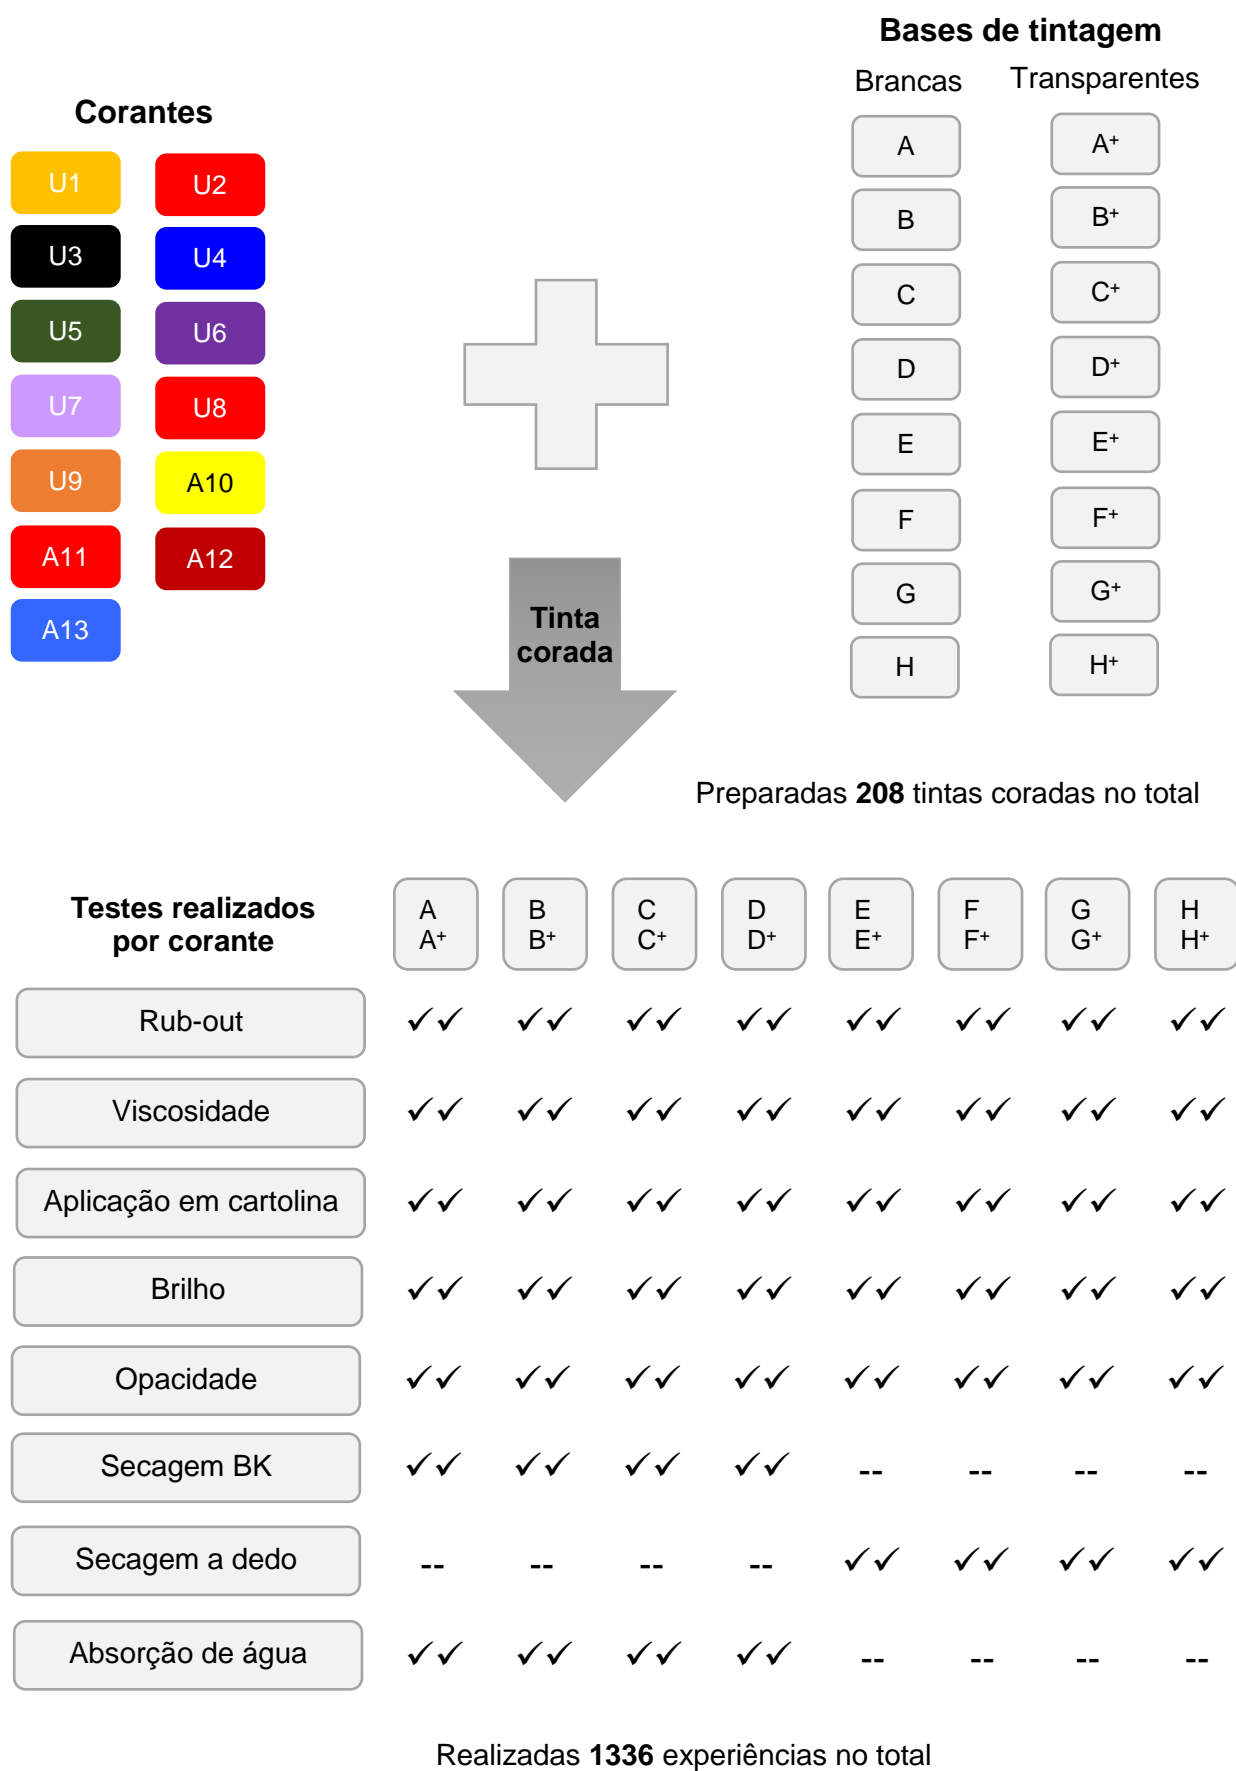 Bases de tintagem
Brancas Transparentes
Corantes
A A+
U1 U2
B B+
U3 U4
C C+
U5 U6
D D+
U7 U8
E E+
U9 A10
F F+
A11 A12
G G+
Tinta
corada
A13
H H+
Preparadas 208 tintas coradas no total
Testes realizados
por corante
A B C D E F G H
A+ B+ C+ D+ E+ F+ G+ H+
Rub-out ✓✓ ✓✓ ✓✓ ✓✓ ✓✓ ✓✓ ✓✓ ✓✓
Viscosidade ✓✓ ✓✓ ✓✓ ✓✓ ✓✓ ✓✓ ✓✓ ✓✓
Aplicação em cartolina ✓✓ ✓✓ ✓✓ ✓✓ ✓✓ ✓✓ ✓✓ ✓✓
Brilho ✓✓ ✓✓ ✓✓ ✓✓ ✓✓ ✓✓ ✓✓ ✓✓
Opacidade ✓✓ ✓✓ ✓✓ ✓✓ ✓✓ ✓✓ ✓✓ ✓✓
Secagem BK ✓✓ ✓✓ ✓✓ ✓✓ -- -- -- --
Secagem a dedo -- -- -- -- ✓✓ ✓✓ ✓✓ ✓✓
Absorção de água ✓✓ ✓✓ ✓✓ ✓✓ -- -- -- --
Realizadas 1336 experiências no total